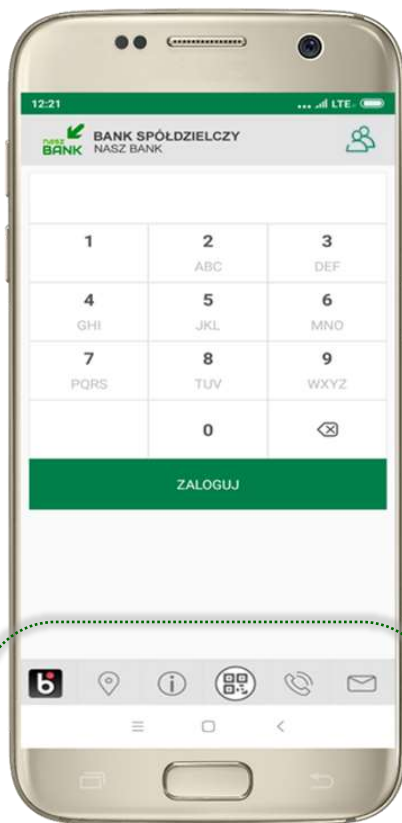 12:21 ... LTE
nasz BANK BANK SPÓŁDZIELCZY
NASZ BANK
1 2 3
ABC DEF
4 5 6
GHI JKL MNO
7 8 9
PQRS TUV WXYZ
0
ZALOGUJ
b i